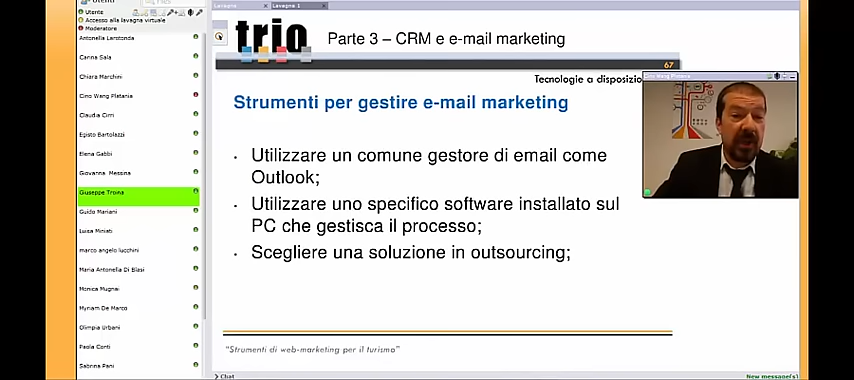 Utenti
Utente
Accesso alla lavagna virtuale
Moderatore
Antonella Larotonda
Carina Sala
Chiara Marchini
Cino Wang Platania
Claudia Cirri
Egisto Bartolazzi
Elena Gabbi
Giovanna Messina
Giuseppe Troina
Guido Mariani
Luisa Miniati
marco angelo lucchini
Maria Antonella Di Blasi
Monica Mugnai
Myriam De Marco
Olimpia Urbani
Paola Conti
Sabrina Pani
Lavagna
Lavagna 1
trio
Parte 3 – CRM e e-mail marketing
67
Tecnologie a disposizio
Cino Wang Platania
Strumenti per gestire e-mail marketing
· Utilizzare un comune gestore di email come
Outlook;
· Utilizzare uno specifico software installato sul
PC che gestisca il processo;
· Scegliere una soluzione in outsourcing;
"Strumenti di web-marketing per il turismo"
Chat
New message(s)